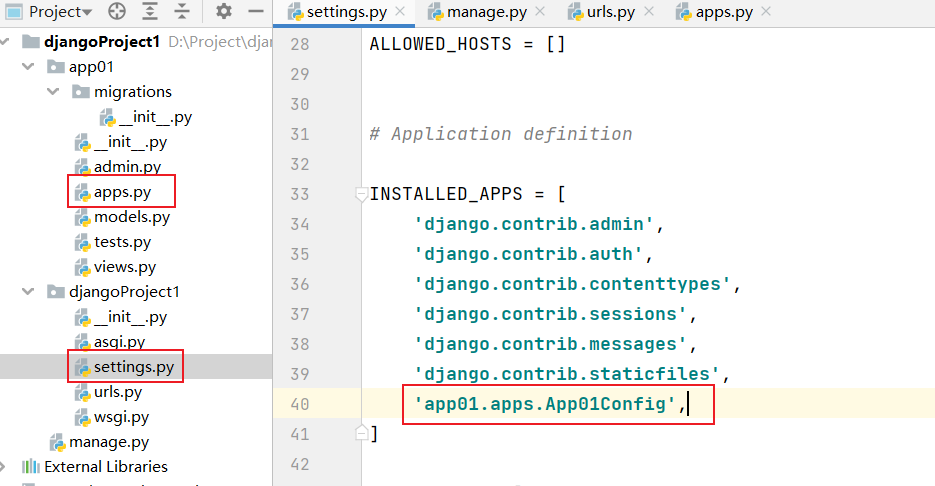 Project
djangoProject1 D:\Project\djan
app01
migrations
__init__.py
__init__.py
admin.py
apps.py
models.py
tests.py
views.py
djangoProject1
__init__.py
asgi.py
settings.py
urls.py
wsgi.py
manage.py
External Libraries
settings.py manage.py urls.py apps.py
28 ALLOWED_HOSTS = []
29
30
31 # Application definition
32
33 INSTALLED_APPS = [
34 'django.contrib.admin',
35 'django.contrib.auth',
36 'django.contrib.contenttypes',
37 'django.contrib.sessions',
38 'django.contrib.messages',
39 'django.contrib.staticfiles',
40 'app01.apps.App01Config',
41 ]
42